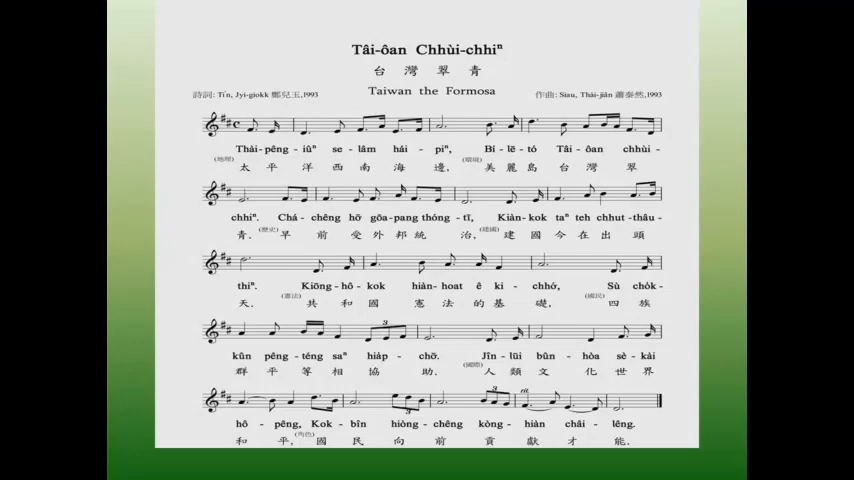 Tâi-ôan Chhùi-chhiⁿ
台灣翠青
Taiwan the Formosa
詩詞: Tīⁿ, Jyi-giokk 鄭兒玉,1993 作曲: Siau, Thài-jiân 蕭泰然,1993
Thài-pêng-iûⁿ se-lâm hái-piⁿ, Bí-lē-tó Tâi-ôan chhùi-
(地理) 太平洋西南海邊, (環境) 美麗島台灣翠
chhiⁿ. Chá-chêng hō͘ gōa-pang thóng-tī, Kiàn-kok taⁿ teh chhut-thâu-
青. (歷史) 早前受外邦統治, (建國) 建國今在出頭
thiⁿ. Kiōng-hô-kok hiàn-hoat ê ki-chhó͘, Sù cho̍k-
天. (憲法) 共和國憲法的基礎, (國民) 四族
kûn pêng-téng saⁿ hia̍p-chō͘. Jîn-lūi bûn-hòa sè-kài
群平等相協助. (國際) 人類文化世界
hô-pêng, Kok-bîn hiòng-chêng kòng-hiàn châi-lêng.
和平, (角色) 國民向前貢獻才能.